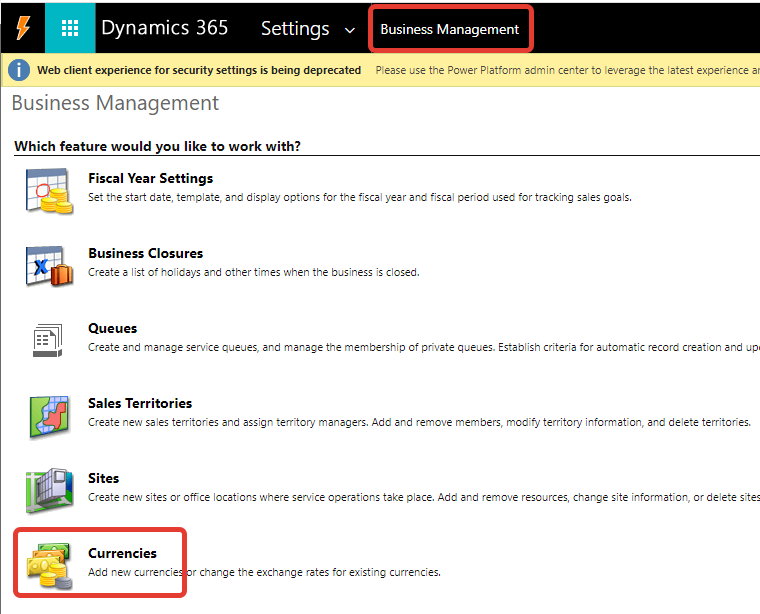 Dynamics 365 Settings Business Management
Web client experience for security settings is being deprecated Please use the Power Platform admin center to leverage the latest experience
Business Management
Which feature would you like to work with?
Fiscal Year Settings
Set the start date, template, and display options for the fiscal year and fiscal period used for tracking sales goals.
Business Closures
Create a list of holidays and other times when the business is closed.
Queues
Create and manage service queues, and manage the membership of private queues. Establish criteria for automatic record creation and
Sales Territories
Create new sales territories and assign territory managers. Add and remove members, modify territory information, and delete territories.
Sites
Create new sites or office locations where service operations take place. Add and remove resources, change site information, or delete sites
Currencies
Add new currencies or change the exchange rates for existing currencies.